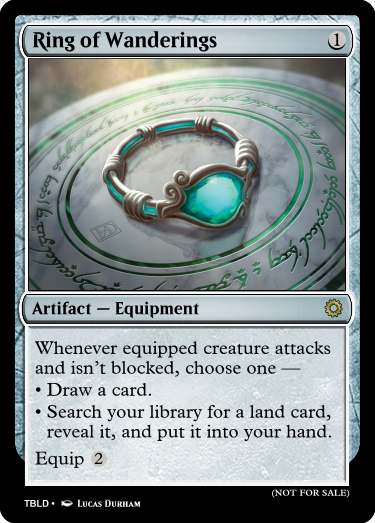 Ring of Wanderings 1
Artifact — Equipment
Whenever equipped creature attacks
and isn't blocked, choose one —
• Draw a card.
• Search your library for a land card,
reveal it, and put it into your hand.
Equip 2
(NOT FOR SALE)
TBLD • Lucas Durham